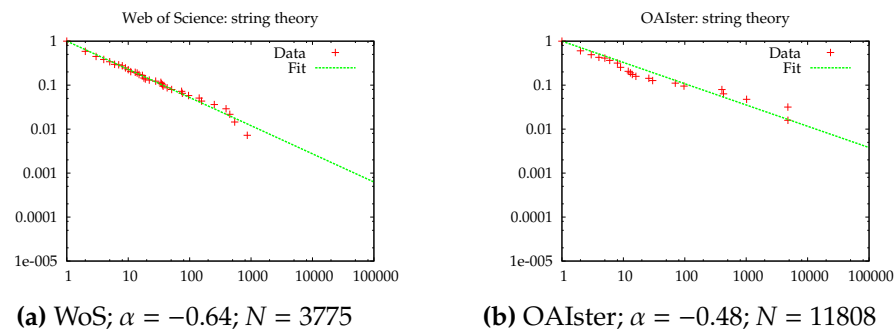 Web of Science: string theory
1
0.1
0.01
0.001
0.0001
1e-005
1 10 100 1000 10000 100000
Data
Fit
(a) WoS; α = −0.64; N = 3775
OAIster: string theory
1
0.1
0.01
0.001
0.0001
1e-005
1 10 100 1000 10000 100000
Data
Fit
(b) OAIster; α = −0.48; N = 11808